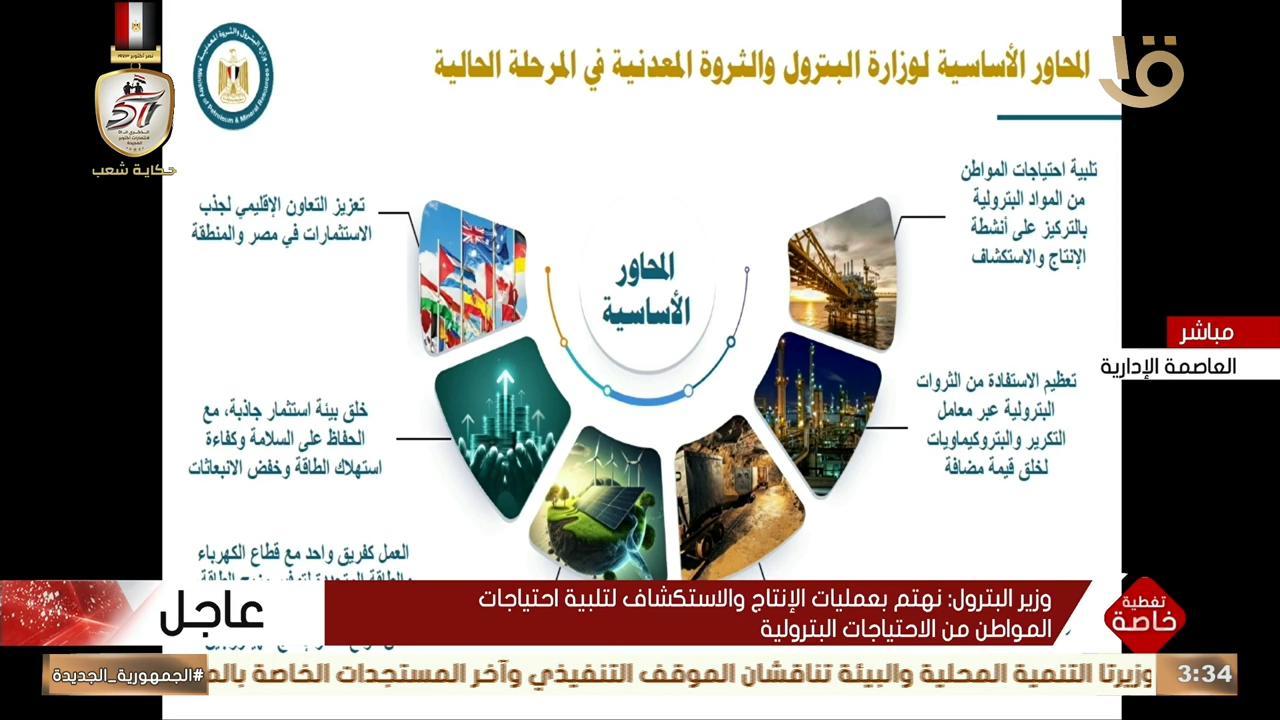 المحاور الأساسية لوزارة البترول والثروة المعدنية في المرحلة الحالية
نصر أكتوبر ١٩٧٣
حكاية شعب
تلبية احتياجات المواطن
من المواد البترولية
بالتركيز على أنشطة
الإنتاج والاستكشاف
تعزيز التعاون الإقليمي لجذب
الاستثمارات في مصر والمنطقة
المحاور
الأساسية
مباشر
العاصمة الإدارية
تعظيم الاستفادة من الثروات
البترولية عبر معامل
التكرير والبتروكيماويات
لخلق قيمة مضافة
خلق بيئة استثمار جاذبة، مع
الحفاظ على السلامة وكفاءة
استهلاك الطاقة وخفض الانبعاثات
العمل كفريق واحد مع قطاع الكهرباء
عاجل
وزير البترول: نهتم بعمليات الإنتاج والاستكشاف لتلبية احتياجات
المواطن من الاحتياجات البترولية
تغطية
خاصة
3:34
وزيرتا التنمية المحلية والبيئة تناقشان الموقف التنفيذي وآخر المستجدات الخاصة
#الجمهورية_الجديدة